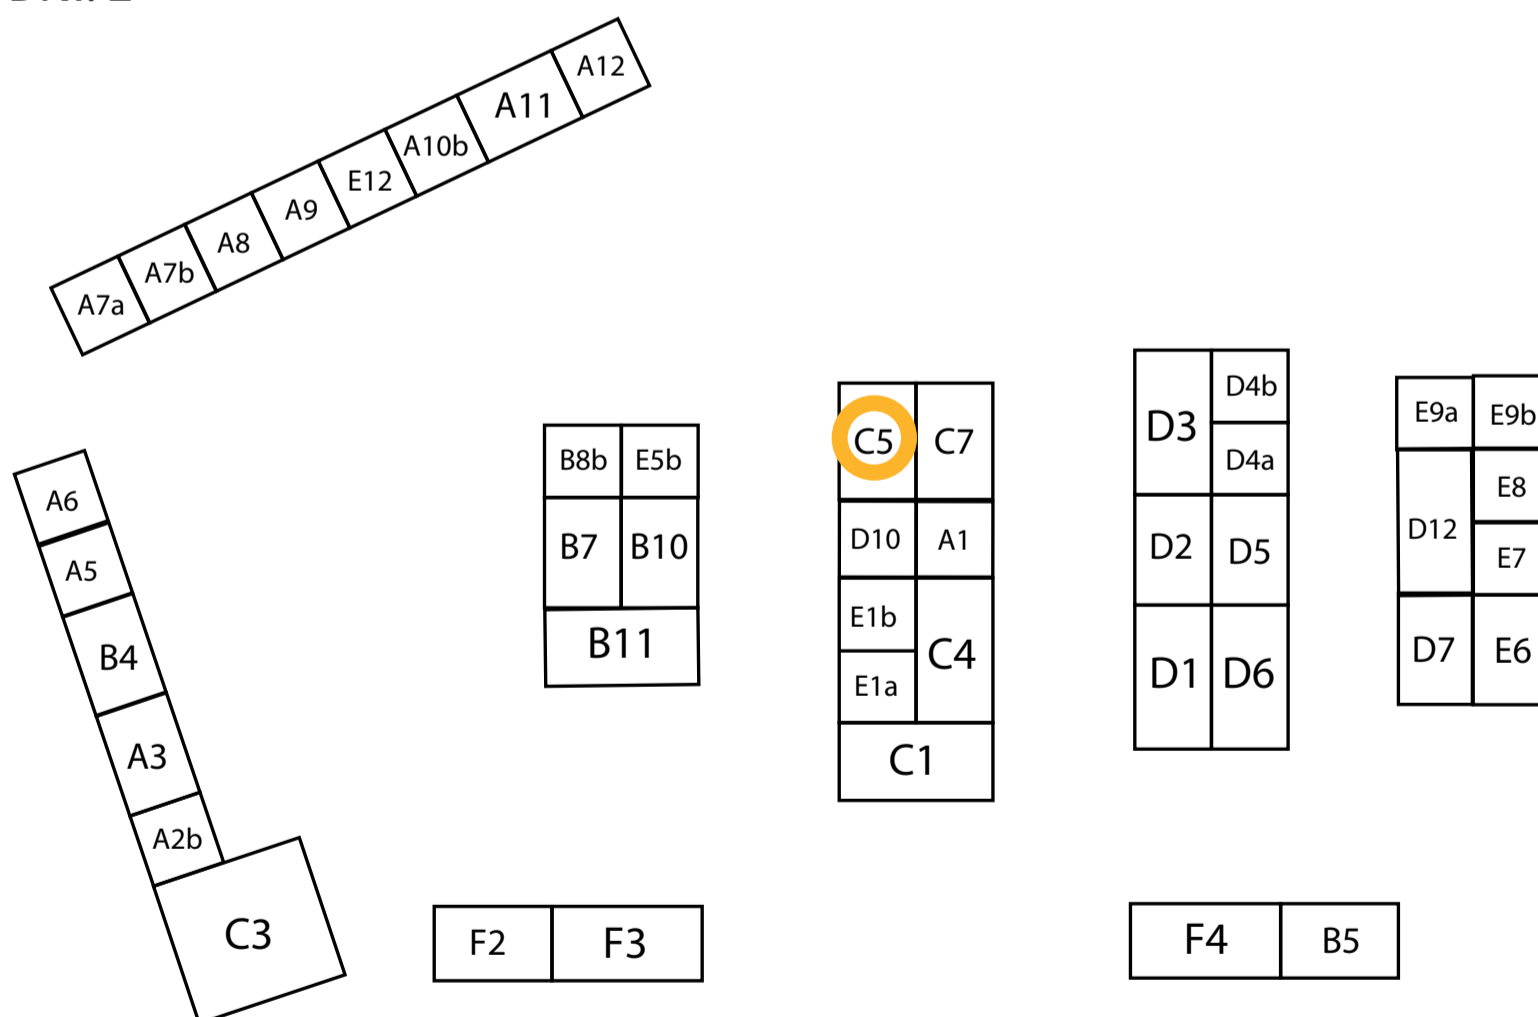 A12
A11
A10b
E12
A9
A8
A7b
A7a
A6
A5
B4
A3
A2b
C3
B8b E5b
B7 B10
B11
C5 C7
D10 A1
E1b
C4
E1a
C1
D3
D4b
D4a
D2 D5
D1 D6
E9a E9b
E8
D12
E7
D7 E6
F2 F3
F4 B5